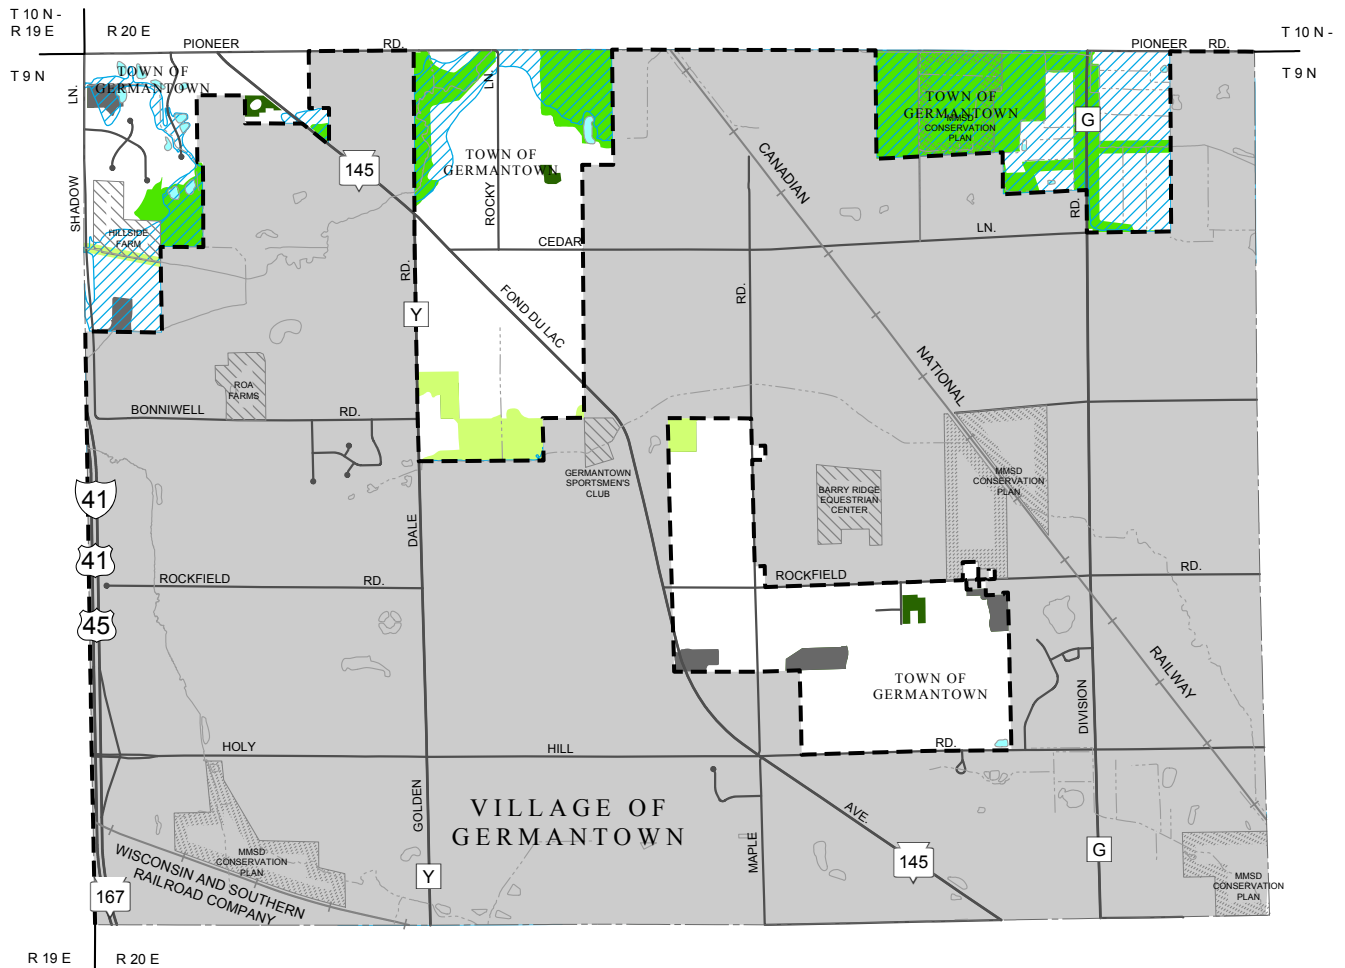 T 10 N -
R 19 E
R 20 E
PIONEER
RD.
PIONEER
RD.
T 10 N -
T 9 N
T 9 N
TOWN OF
GERMANTOWN
LN.
LN.
TOWN OF
GERMANTOWN
MMSD
CONSERVATION
PLAN
G
145
TOWN OF
GERMANTOWN
CANADIAN
SHADOW
ROCKY
RD.
HILLSIDE
FARM
CEDAR
LN.
RD.
RD.
Y
FOND DU LAC
NATIONAL
ROA
FARMS
BONNIWELL
RD.
GERMANTOWN
SPORTSMEN'S
CLUB
BARRY RIDGE
EQUESTRIAN
CENTER
MMSD
CONSERVATION
PLAN
41
DALE
41
ROCKFIELD
RD.
ROCKFIELD
RD.
45
TOWN OF
GERMANTOWN
RAILWAY
DIVISION
HOLY
HILL
RD.
GOLDEN
VILLAGE OF
GERMANTOWN
AVE.
MAPLE
145
G
MMSD
CONSERVATION
PLAN
WISCONSIN AND SOUTHERN
RAILROAD COMPANY
Y
MMSD
CONSERVATION
PLAN
167
R 19 E
R 20 E